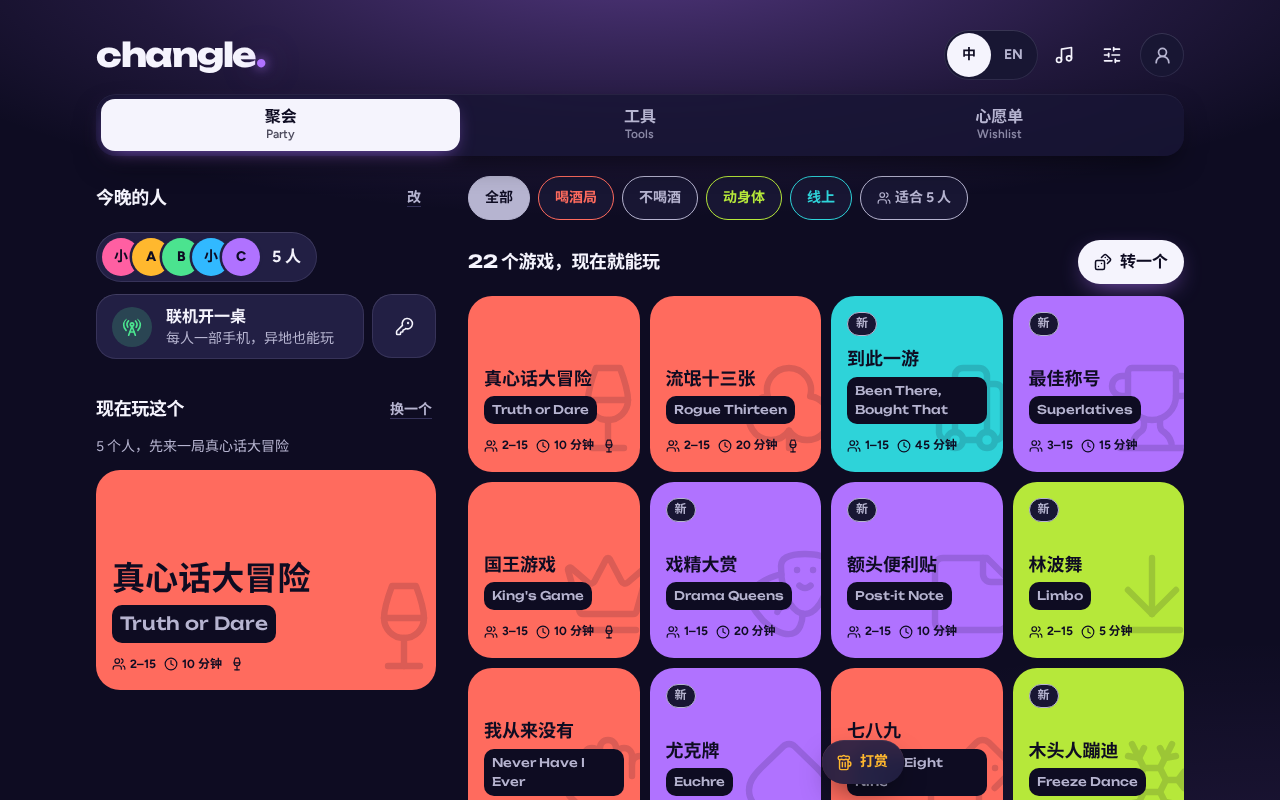 changle.
中
EN
聚会
Party
工具
Tools
心愿单
Wishlist
今晚的人
改
小
A
B
小
C
5 人
联机开一桌
每人一部手机，异地也能玩
现在玩这个
换一个
5 个人，先来一局真心话大冒险
真心话大冒险
Truth or Dare
2–15
10 分钟
全部
喝酒局
不喝酒
动身体
线上
适合 5 人
22 个游戏，现在就能玩
转一个
真心话大冒险
Truth or Dare
2–15
10 分钟
流氓十三张
Rogue Thirteen
2–15
20 分钟
新
到此一游
Been There,
Bought That
1–15
45 分钟
新
最佳称号
Superlatives
3–15
15 分钟
国王游戏
King's Game
3–15
10 分钟
新
戏精大赏
Drama Queens
1–15
20 分钟
新
额头便利贴
Post-it Note
2–15
10 分钟
新
林波舞
Limbo
2–15
5 分钟
我从来没有
Never Have I
Ever
新
尤克牌
Euchre
七八九
Eight
打赏
新
木头人蹦迪
Freeze Dance